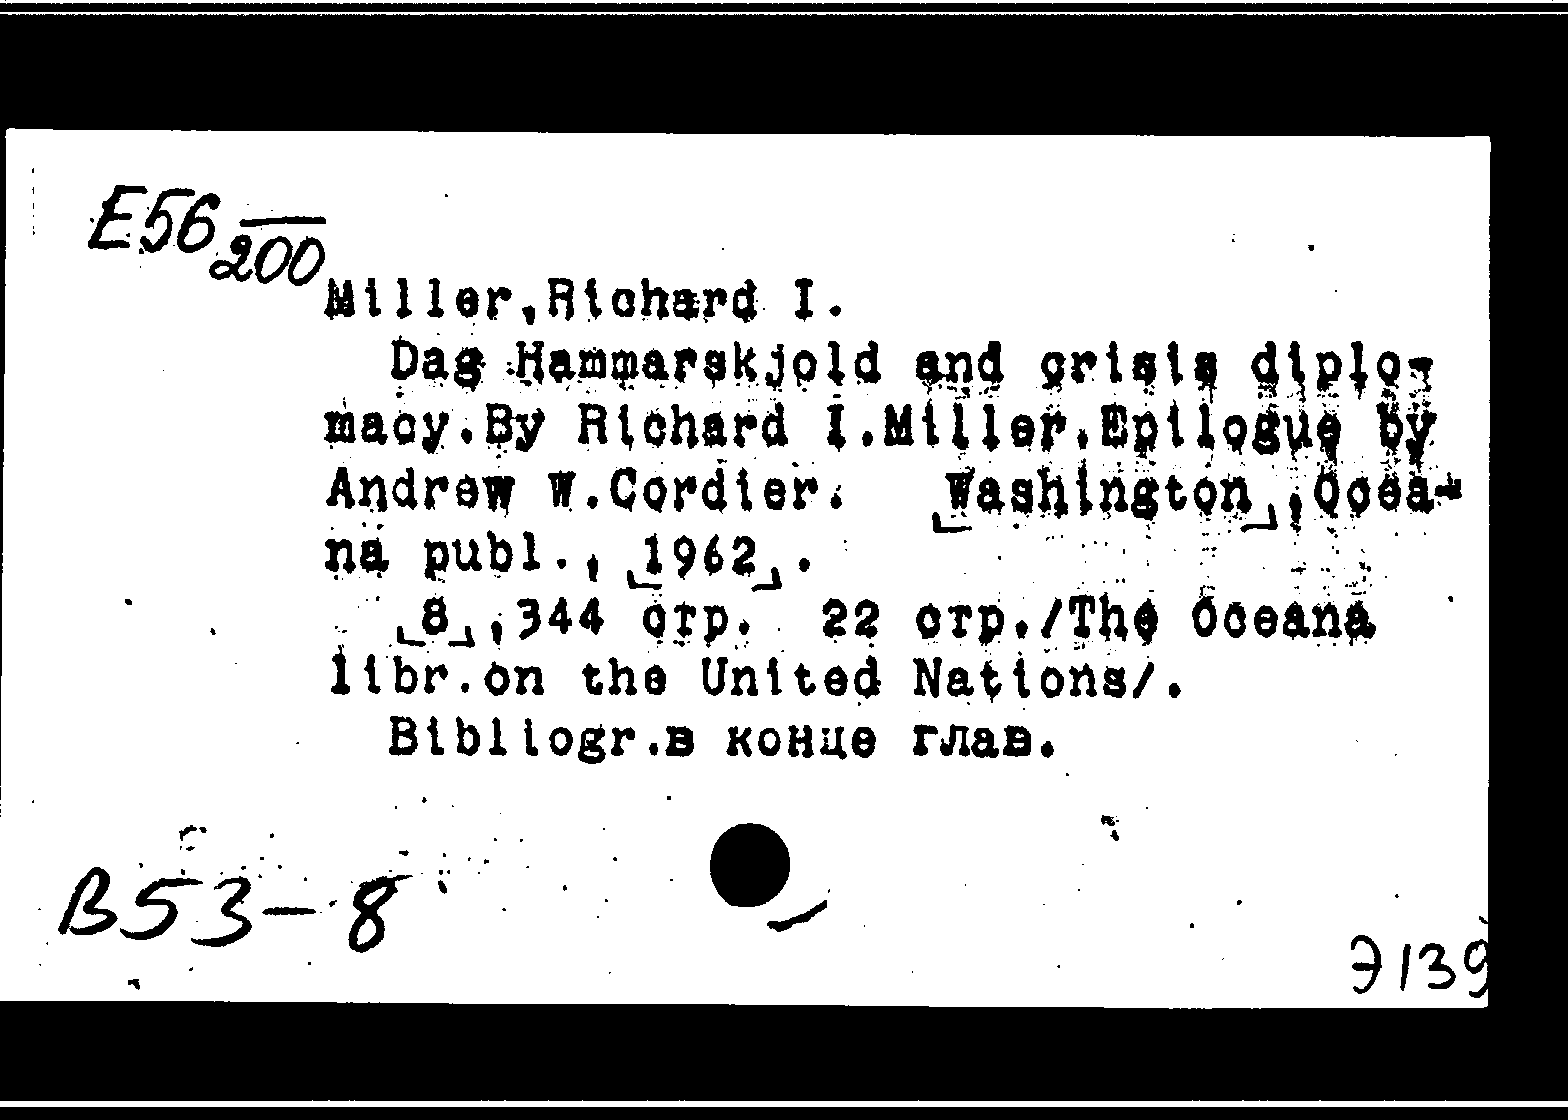 E56
200
Miller,Richard I.
Dag Hammarskjold and crisis diplo-
macy.By Richard I.Miller.Epilogue by
Andrew W.Cordier. [Washington],Ocea-
na publ.,[1962].
[8],344 стр. 22 стр./The Oceana
libr.on the United Nations/.
Bibliogr.в конце глав.
B53-8
Э139